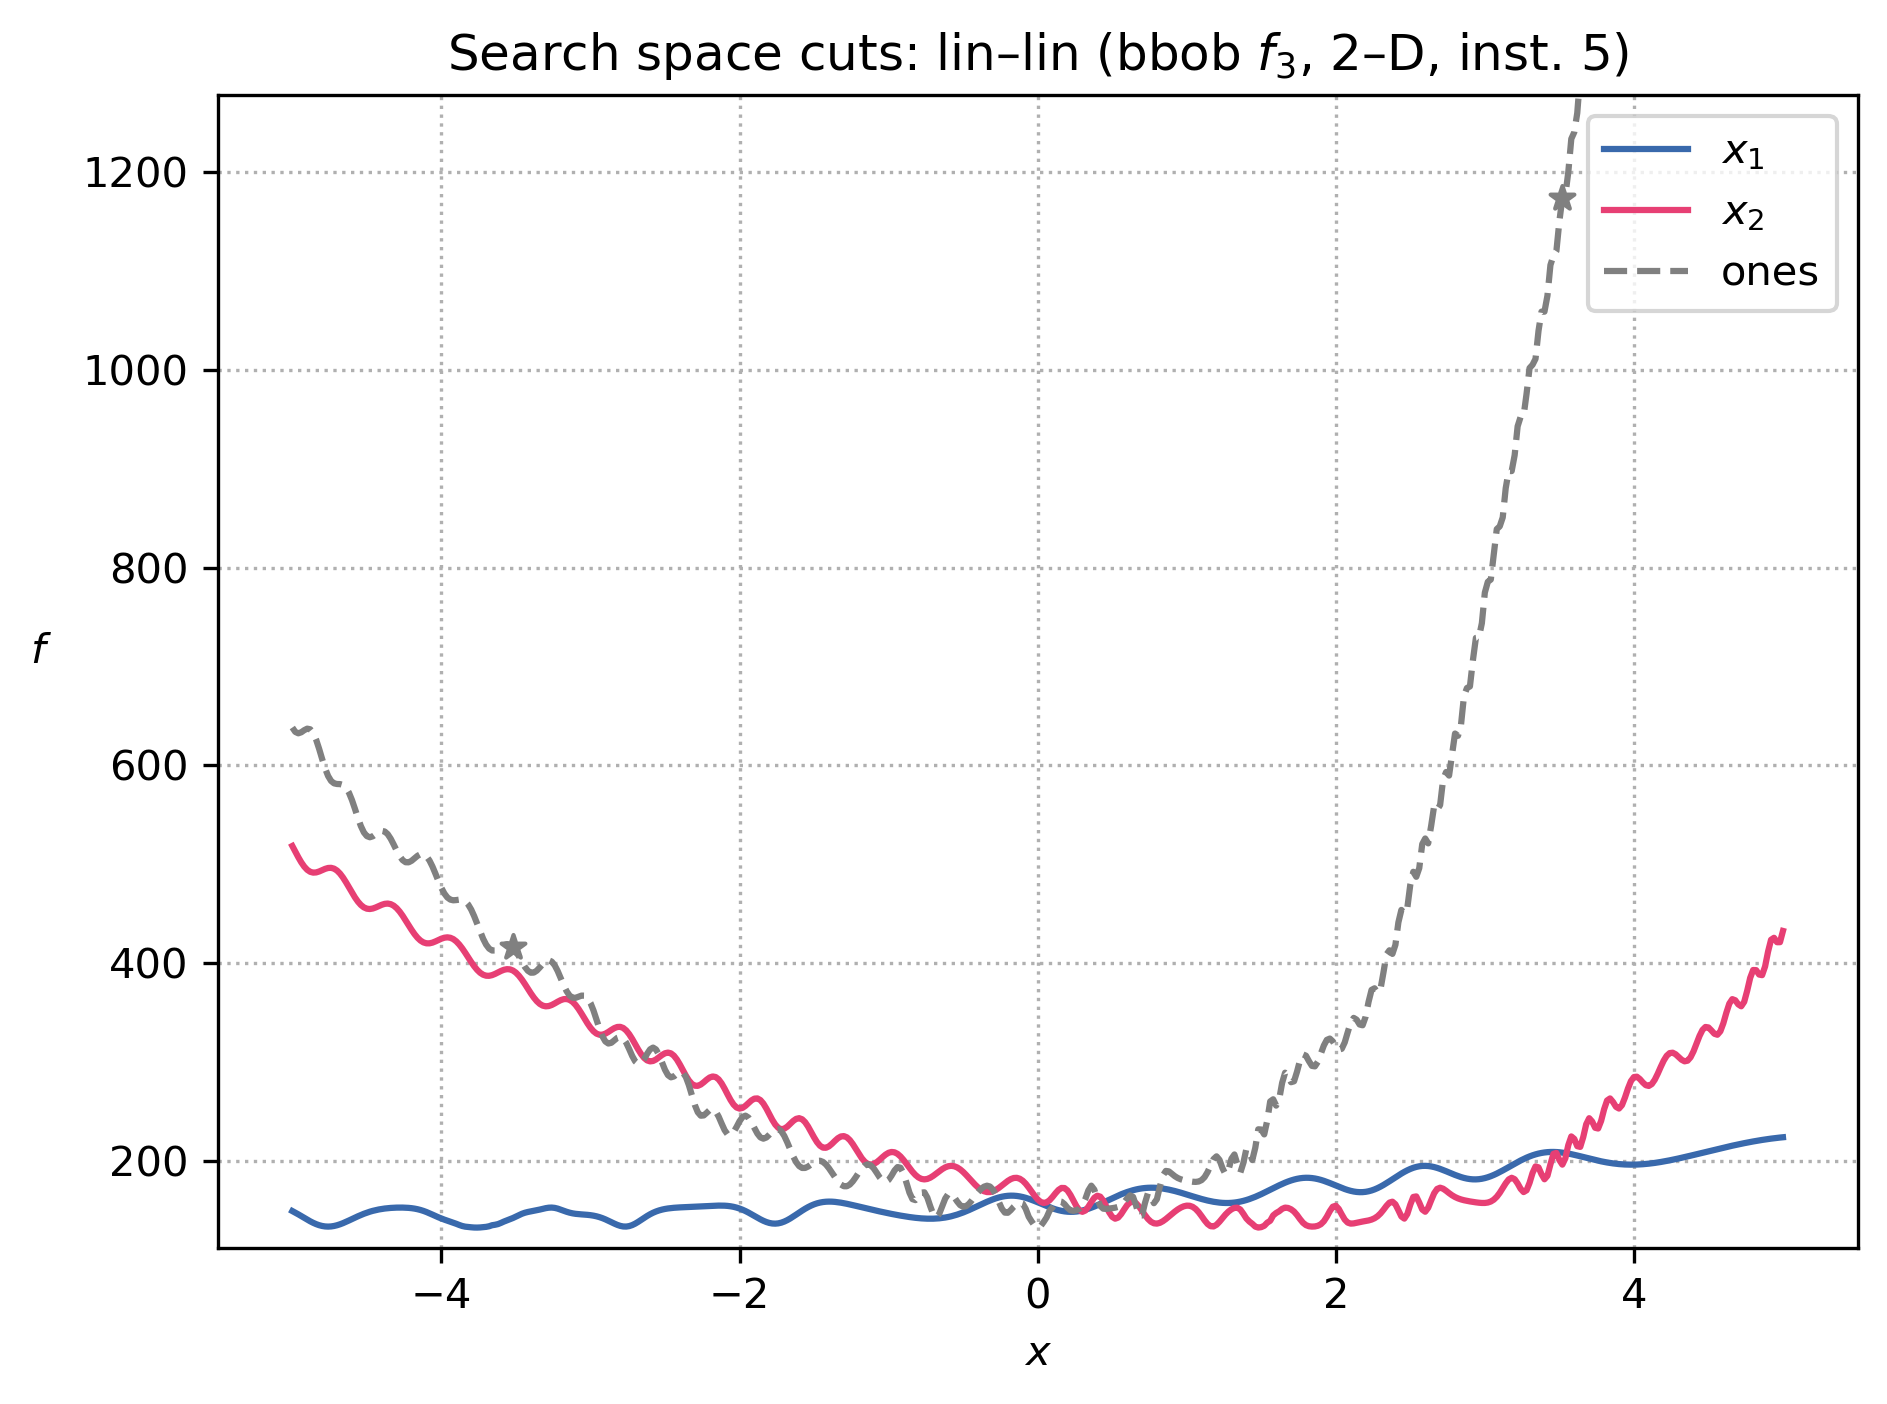 Search space cuts: lin–lin (bbob f₃, 2–D, inst. 5)
1200
1000
800
600
400
200
f
−4
−2
0
2
4
x
x₁
x₂
ones